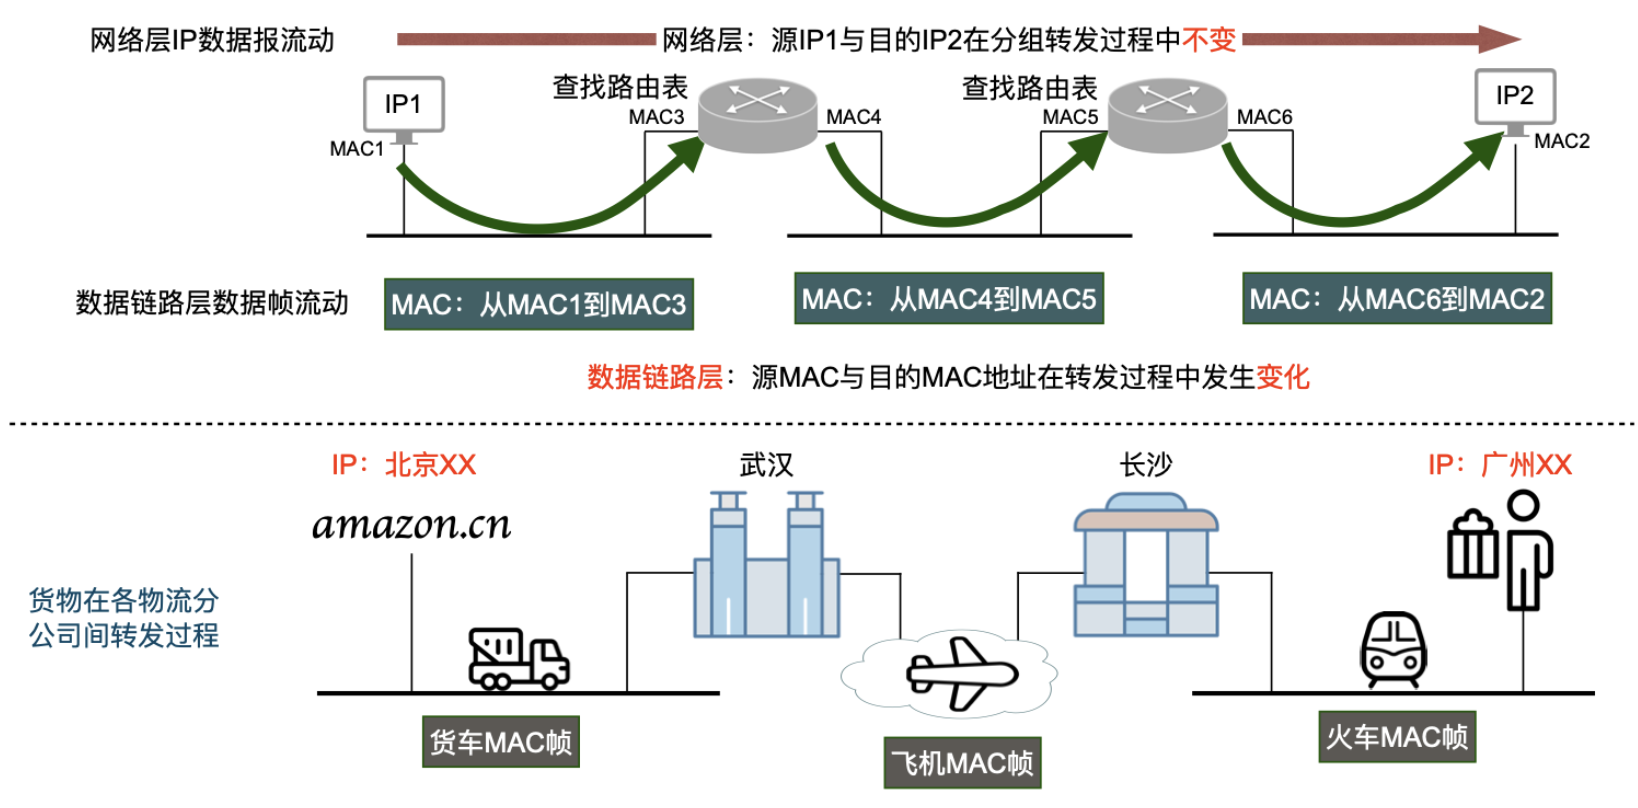 网络层IP数据报流动
网络层：源IP1与目的IP2在分组转发过程中不变
IP1
查找路由表
查找路由表
IP2
MAC1
MAC3
MAC4
MAC5
MAC6
MAC2
数据链路层数据帧流动
MAC：从MAC1到MAC3
MAC：从MAC4到MAC5
MAC：从MAC6到MAC2
数据链路层：源MAC与目的MAC地址在转发过程中发生变化
IP：北京XX
武汉
长沙
IP：广州XX
amazon.cn
货物在各物流分
公司间转发过程
货车MAC帧
飞机MAC帧
火车MAC帧